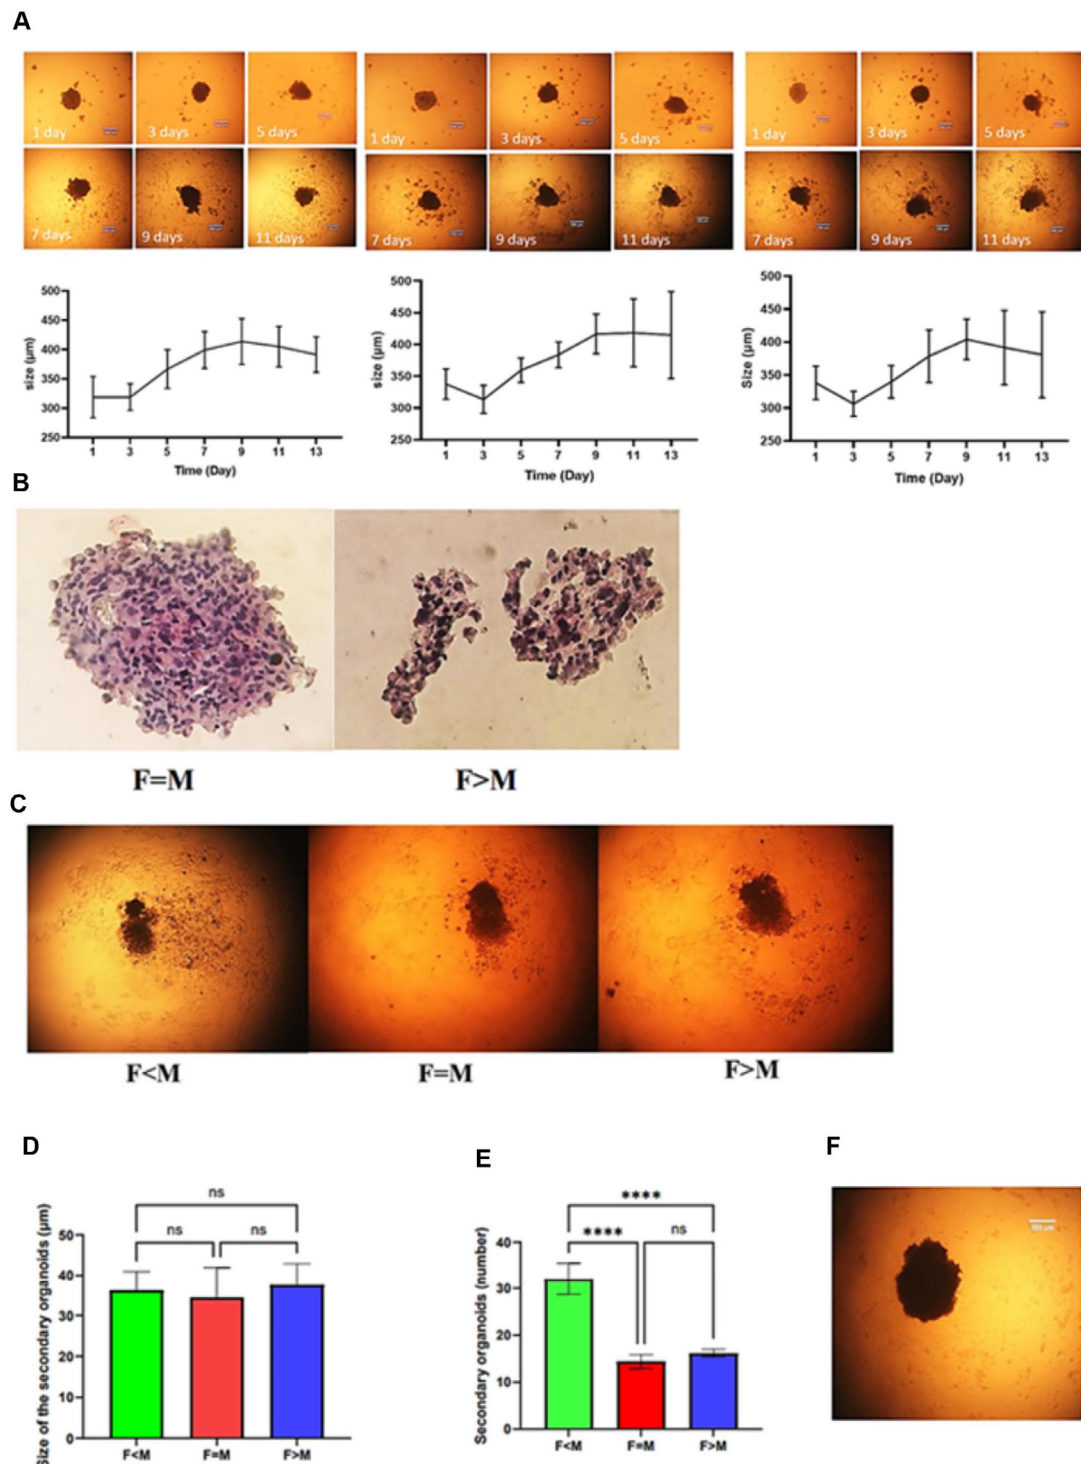 A
1 day 3 days 5 days
7 days 9 days 11 days
1 day 3 days 5 days
7 days 9 days 11 days
1 day 3 days 5 days
7 days 9 days 11 days
500
450
400
350
300
250
size (µm)
1 3 5 7 9 11 13
Time (Day)
500
450
400
350
300
250
size (µm)
1 3 5 7 9 11 13
Time (Day)
500
450
400
350
300
250
Size (µm)
1 3 5 7 9 11 13
Time (Day)
B
F=M F>M
C
F<M F=M F>M
D
ns
ns ns
50
40
30
20
10
0
Size of the secondary organoids (µm)
F<M F=M F>M
E
****
**** ns
40
30
20
10
0
Secondary organoids (number)
F<M F=M F>M
F